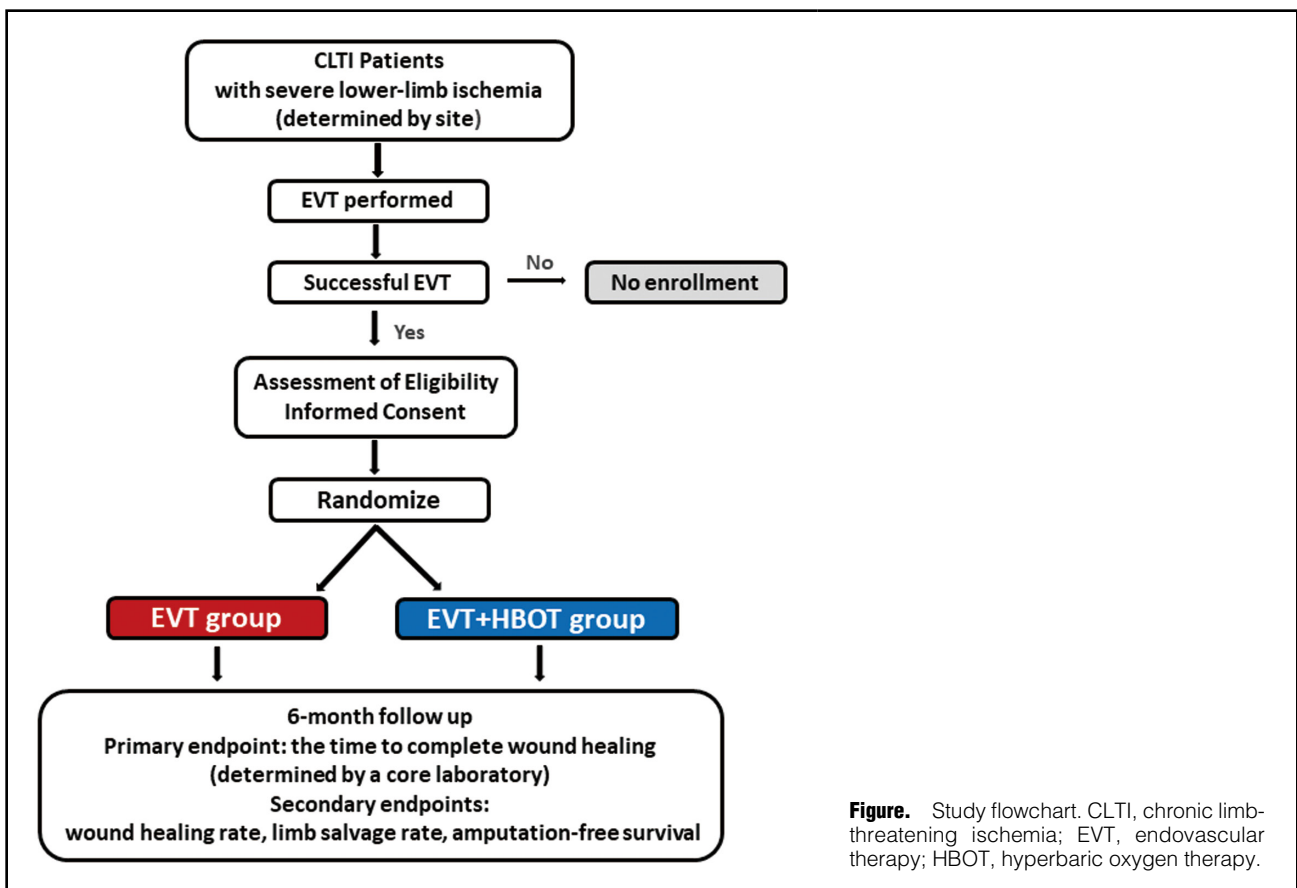 CLTI Patients
with severe lower-limb ischemia
(determined by site)
EVT performed
Successful EVT
No
No enrollment
Yes
Assessment of Eligibility
Informed Consent
Randomize
EVT group
EVT+HBOT group
6-month follow up
Primary endpoint: the time to complete wound healing
(determined by a core laboratory)
Secondary endpoints:
wound healing rate, limb salvage rate, amputation-free survival
Figure. Study flowchart. CLTI, chronic limb-
threatening ischemia; EVT, endovascular
therapy; HBOT, hyperbaric oxygen therapy.